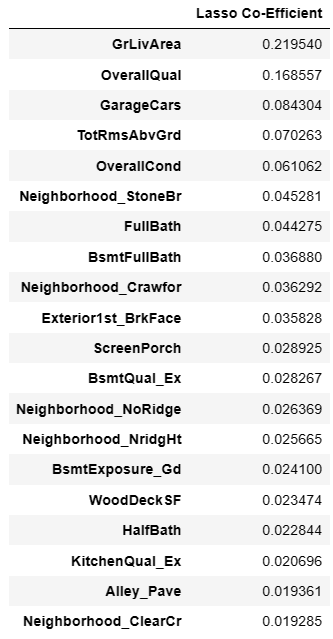 Lasso Co-Efficient
GrLivArea 0.219540
OverallQual 0.168557
GarageCars 0.084304
TotRmsAbvGrd 0.070263
OverallCond 0.061062
Neighborhood_StoneBr 0.045281
FullBath 0.044275
BsmtFullBath 0.036880
Neighborhood_Crawfor 0.036292
Exterior1st_BrkFace 0.035828
ScreenPorch 0.028925
BsmtQual_Ex 0.028267
Neighborhood_NoRidge 0.026369
Neighborhood_NridgHt 0.025665
BsmtExposure_Gd 0.024100
WoodDeckSF 0.023474
HalfBath 0.022844
KitchenQual_Ex 0.020696
Alley_Pave 0.019361
Neighborhood_ClearCr 0.019285